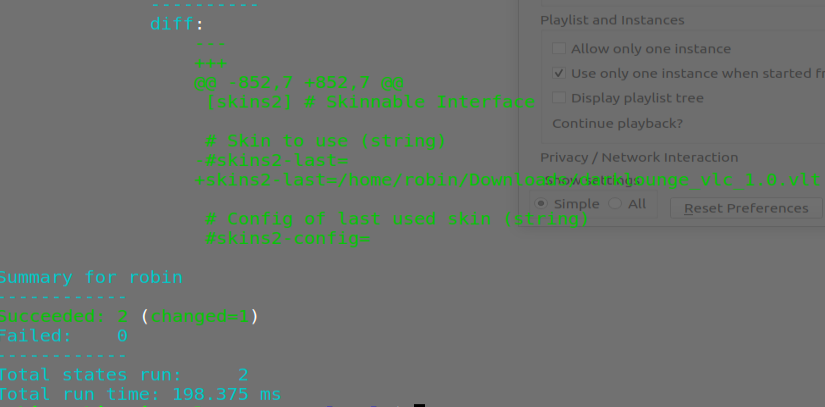 ----------
diff:
---
+++
@@ -852,7 +852,7 @@
[skins2] # Skinnable Interface
# Skin to use (string)
-#skins2-last=
+skins2-last=/home/robin/Downloads/darklounge_vlc_1.0.vlt
# Config of last used skin (string)
#skins2-config=
Summary for robin
------------
Succeeded: 2 (changed=1)
Failed:    0
------------
Total states run:     2
Total run time: 198.375 ms
Playlist and Instances
Allow only one instance
Use only one instance when started fr
Display playlist tree
Continue playback?
Privacy / Network Interaction
Show settings
Simple
All
Reset Preferences